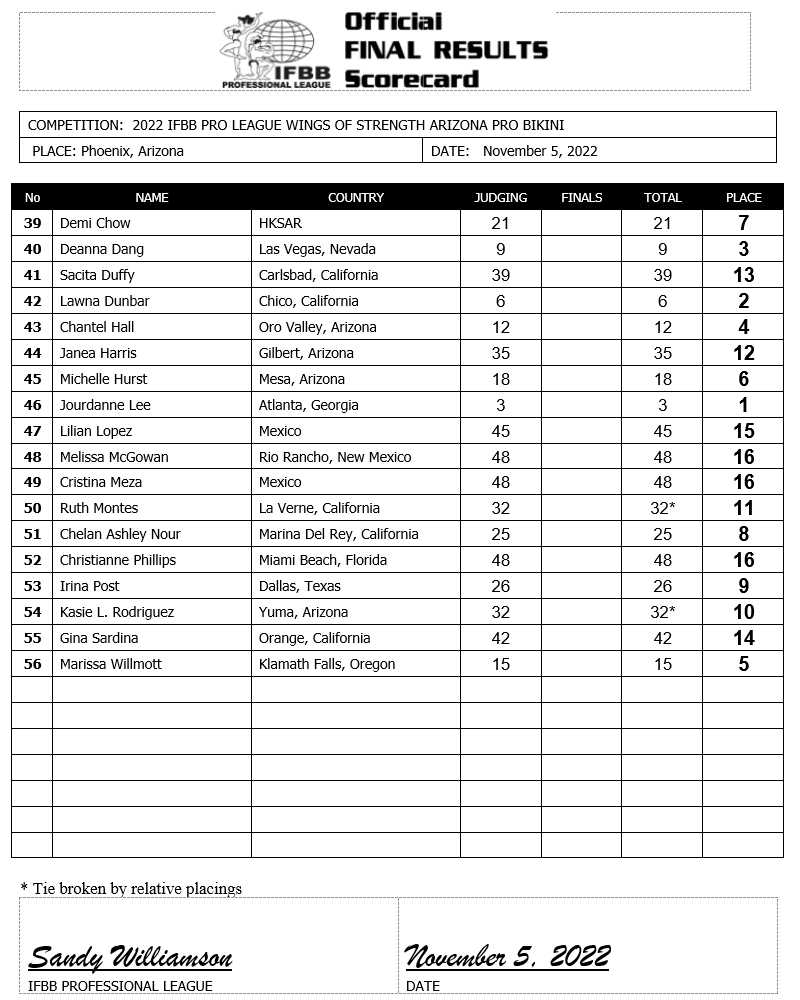 Official
FINAL RESULTS
Scorecard
IFBB
PROFESSIONAL LEAGUE
COMPETITION: 2022 IFBB PRO LEAGUE WINGS OF STRENGTH ARIZONA PRO BIKINI
PLACE: Phoenix, Arizona DATE: November 5, 2022
No NAME COUNTRY JUDGING FINALS TOTAL PLACE
39 Demi Chow HKSAR 21 21 7
40 Deanna Dang Las Vegas, Nevada 9 9 3
41 Sacita Duffy Carlsbad, California 39 39 13
42 Lawna Dunbar Chico, California 6 6 2
43 Chantel Hall Oro Valley, Arizona 12 12 4
44 Janea Harris Gilbert, Arizona 35 35 12
45 Michelle Hurst Mesa, Arizona 18 18 6
46 Jourdanne Lee Atlanta, Georgia 3 3 1
47 Lilian Lopez Mexico 45 45 15
48 Melissa McGowan Rio Rancho, New Mexico 48 48 16
49 Cristina Meza Mexico 48 48 16
50 Ruth Montes La Verne, California 32 32* 11
51 Chelan Ashley Nour Marina Del Rey, California 25 25 8
52 Christianne Phillips Miami Beach, Florida 48 48 16
53 Irina Post Dallas, Texas 26 26 9
54 Kasie L. Rodriguez Yuma, Arizona 32 32* 10
55 Gina Sardina Orange, California 42 42 14
56 Marissa Willmott Klamath Falls, Oregon 15 15 5
* Tie broken by relative placings
Sandy Williamson November 5, 2022
IFBB PROFESSIONAL LEAGUE DATE